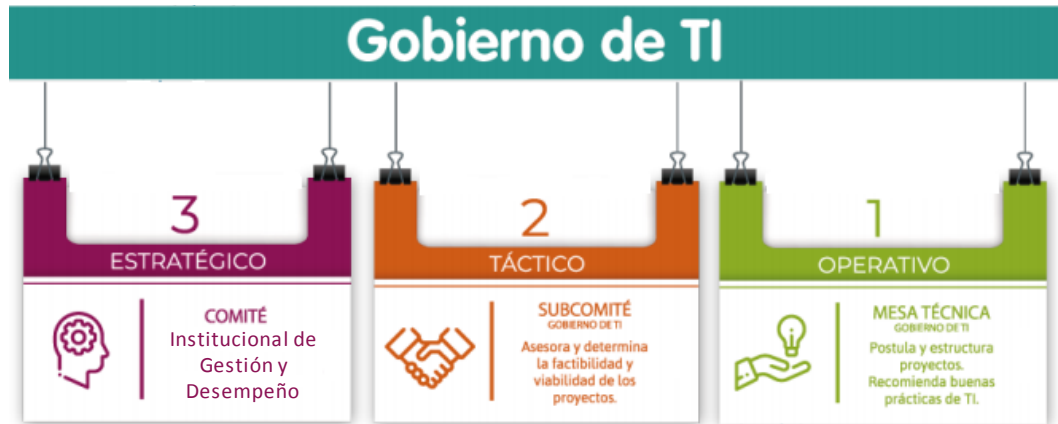 Gobierno de TI
3
ESTRATÉGICO
COMITÉ
Institucional de
Gestión y
Desempeño
2
TÁCTICO
SUBCOMITÉ
GOBIERNO DE TI
Asesora y determina
la factibilidad y
viabilidad de los
proyectos.
1
OPERATIVO
MESA TÉCNICA
GOBIERNO DE TI
Postula y estructura
proyectos.
Recomienda buenas
prácticas de TI.